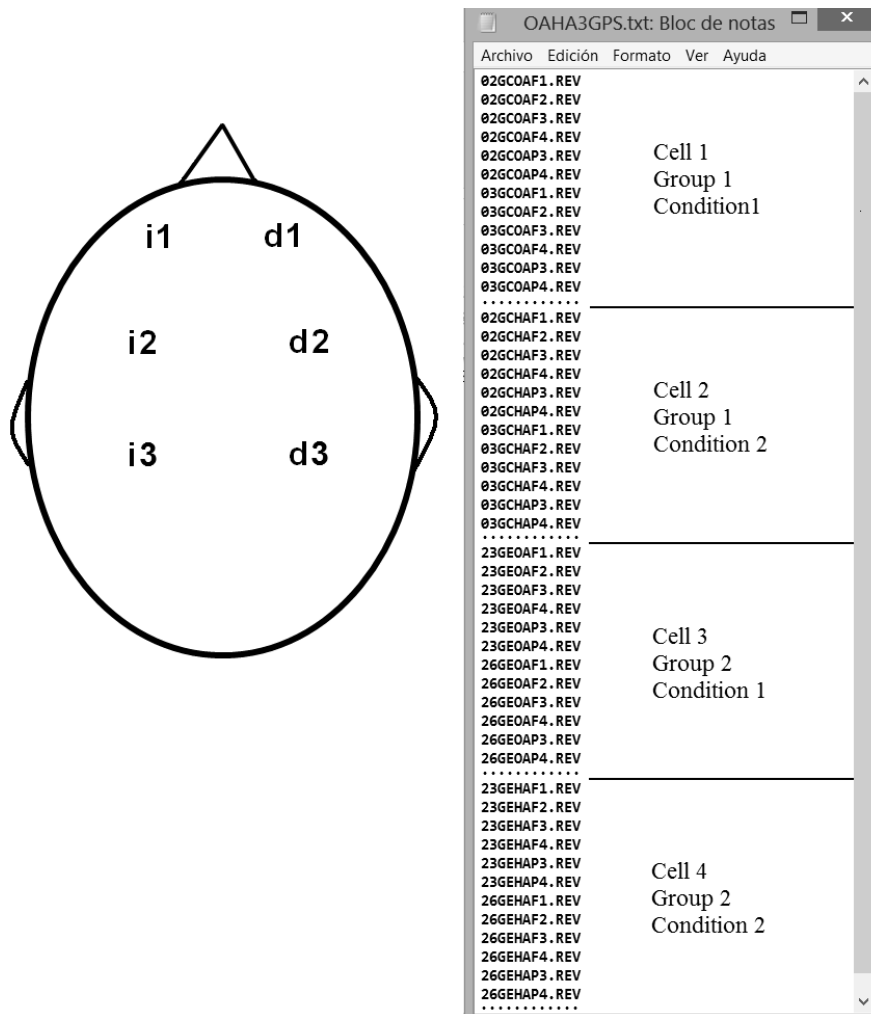 i1 d1
i2 d2
i3 d3
OAHA3GPS.txt: Bloc de notas
Archivo Edición Formato Ver Ayuda
02GCOAF1.REV
02GCOAF2.REV
02GCOAF3.REV
02GCOAF4.REV
02GCOAP3.REV
02GCOAP4.REV
03GCOAF1.REV
03GCOAF2.REV
03GCOAF3.REV
03GCOAF4.REV
03GCOAP3.REV
03GCOAP4.REV
............
Cell 1
Group 1
Condition1
02GCHAF1.REV
02GCHAF2.REV
02GCHAF3.REV
02GCHAF4.REV
02GCHAP3.REV
02GCHAP4.REV
03GCHAF1.REV
03GCHAF2.REV
03GCHAF3.REV
03GCHAF4.REV
03GCHAP3.REV
03GCHAP4.REV
............
Cell 2
Group 1
Condition 2
23GEOAF1.REV
23GEOAF2.REV
23GEOAF3.REV
23GEOAF4.REV
23GEOAP3.REV
23GEOAP4.REV
26GEOAF1.REV
26GEOAF2.REV
26GEOAF3.REV
26GEOAF4.REV
26GEOAP3.REV
26GEOAP4.REV
............
Cell 3
Group 2
Condition 1
23GEHAF1.REV
23GEHAF2.REV
23GEHAF3.REV
23GEHAF4.REV
23GEHAP3.REV
23GEHAP4.REV
26GEHAF1.REV
26GEHAF2.REV
26GEHAF3.REV
26GEHAF4.REV
26GEHAP3.REV
26GEHAP4.REV
............
Cell 4
Group 2
Condition 2